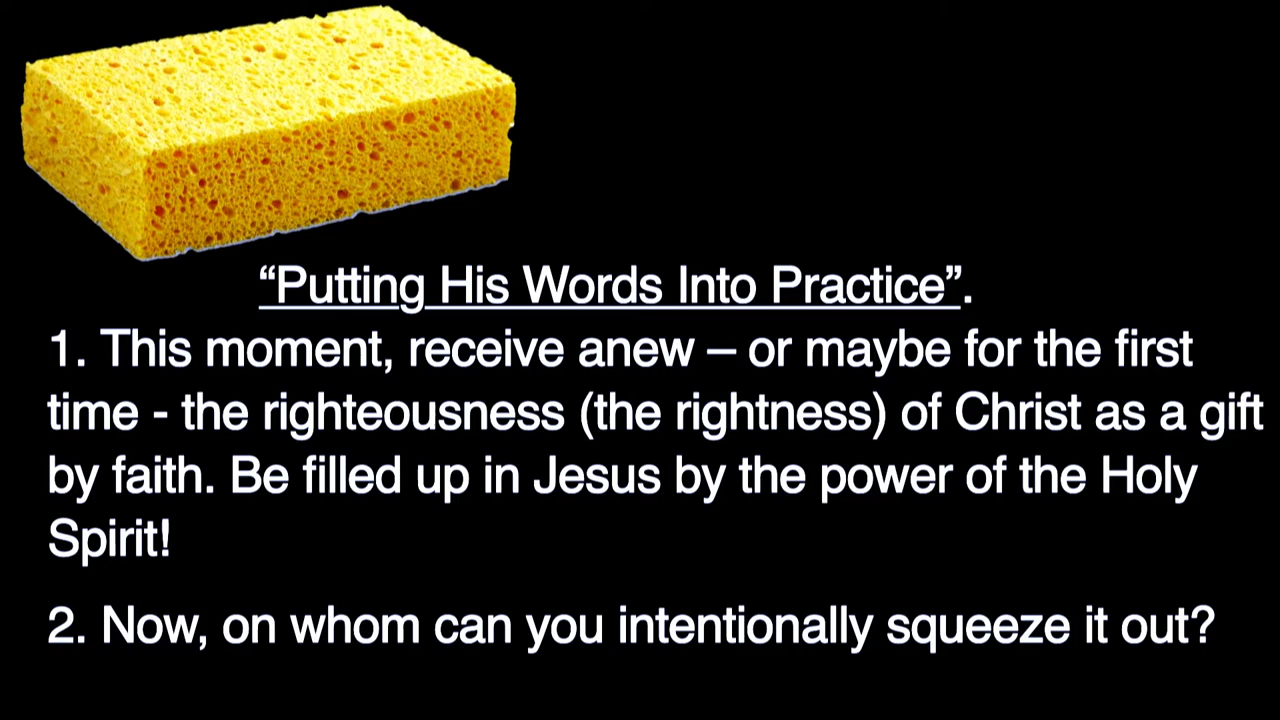 “Putting His Words Into Practice”.
1. This moment, receive anew – or maybe for the first
time - the righteousness (the rightness) of Christ as a gift
by faith. Be filled up in Jesus by the power of the Holy
Spirit!
2. Now, on whom can you intentionally squeeze it out?